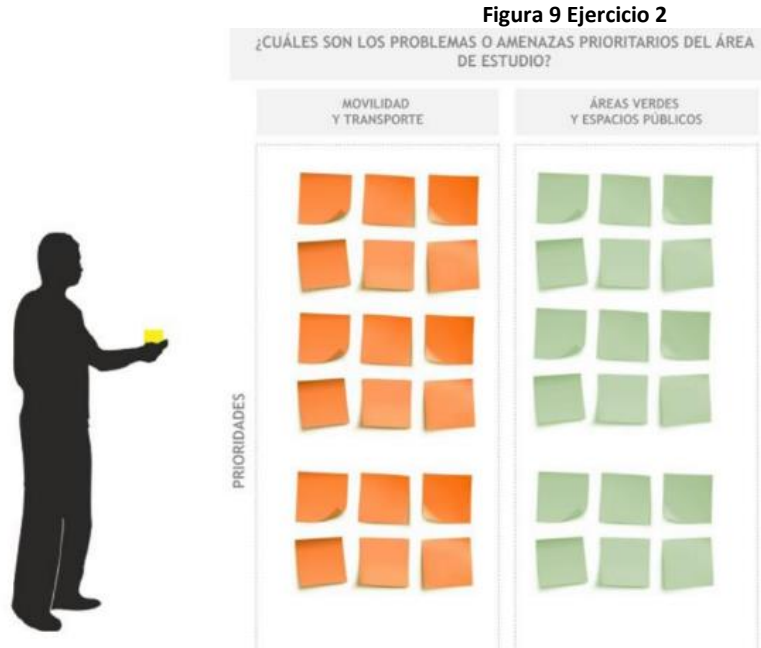 Figura 9 Ejercicio 2
¿CUÁLES SON LOS PROBLEMAS O AMENAZAS PRIORITARIOS DEL ÁREA
DE ESTUDIO?
MOVILIDAD
Y TRANSPORTE
ÁREAS VERDES
Y ESPACIOS PÚBLICOS
PRIORIDADES